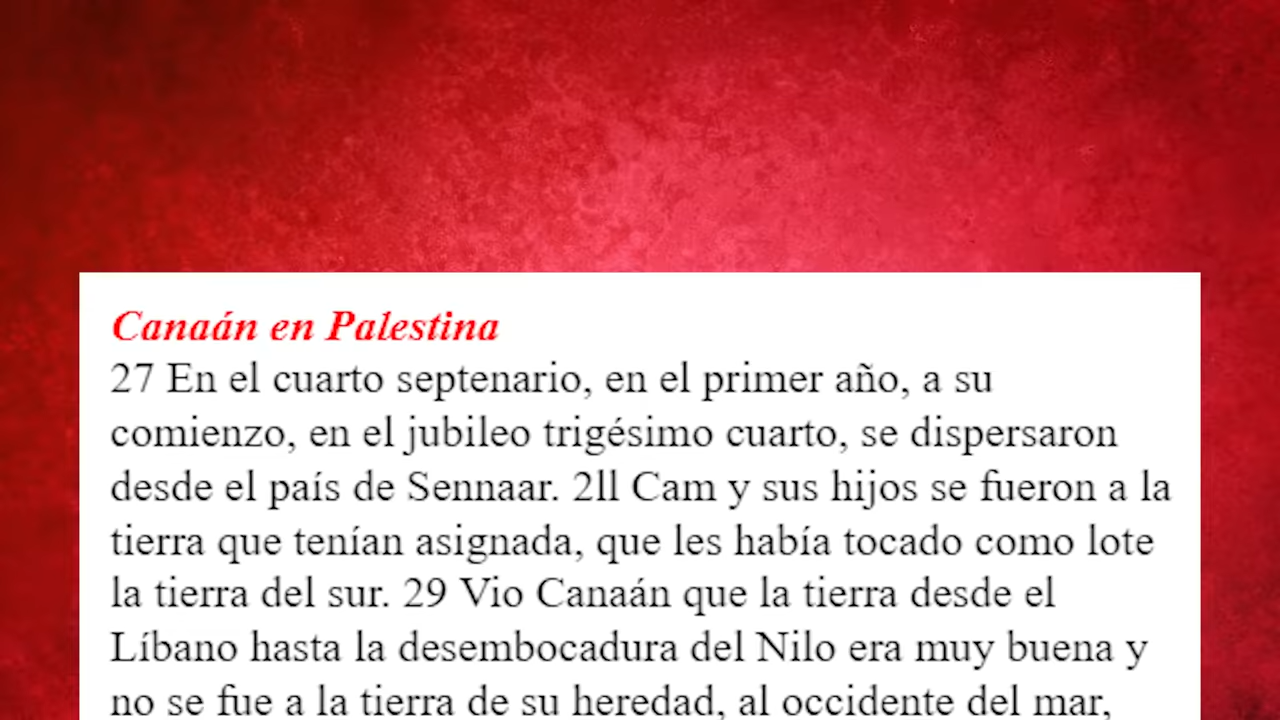 Canaán en Palestina
27 En el cuarto septenario, en el primer año, a su
comienzo, en el jubileo trigésimo cuarto, se dispersaron
desde el país de Sennaar. 2ll Cam y sus hijos se fueron a la
tierra que tenían asignada, que les había tocado como lote
la tierra del sur. 29 Vio Canaán que la tierra desde el
Líbano hasta la desembocadura del Nilo era muy buena y
no se fue a la tierra de su heredad, al occidente del mar,